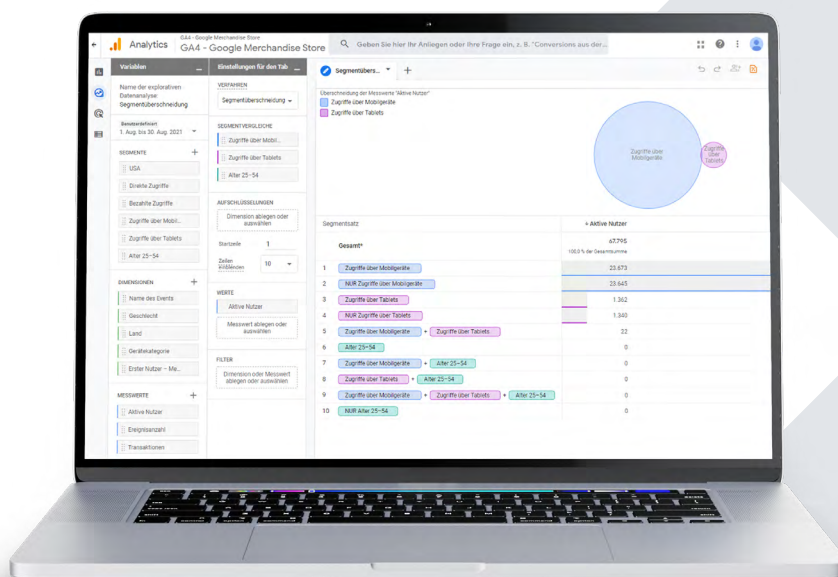 GA4 - Google Merchandise Store
Analytics
GA4 - Google Merchandise Store
Geben Sie hier Ihr Anliegen oder Ihre Frage ein, z. B. "Conversions aus der...
Variablen
Name der explorativen
Datenanalyse:
Segmentüberschneidung
Benutzerdefiniert
1. Aug. bis 30. Aug. 2021
SEGMENTE
USA
Direkte Zugriffe
Bezahlte Zugriffe
Zugriffe über Mobil...
Zugriffe über Tablets
Alter 25–54
DIMENSIONEN
Name des Events
Geschlecht
Land
Gerätekategorie
Erster Nutzer – Me...
MESSWERTE
Aktive Nutzer
Ereignisanzahl
Transaktionen
Einstellungen für den Tab
VERFAHREN
Segmentüberschneidung
SEGMENTVERGLEICHE
Zugriffe über Mobil...
Zugriffe über Tablets
Alter 25–54
AUFSCHLÜSSELUNGEN
Dimension ablegen oder
auswählen
Startzeile 1
Zeilen
einblenden 10
WERTE
Aktive Nutzer
Messwert ablegen oder
auswählen
FILTER
Dimension oder Messwert
ablegen oder auswählen
Segmentübers...
Überschneidung der Messwerte "Aktive Nutzer"
Zugriffe über Mobilgeräte
Zugriffe über Tablets
Zugriffe über
Mobilgeräte
Zugriffe
über
Tablets
Segmentsatz Aktive Nutzer
Gesamt* 67.795
100,0 % der Gesamtsumme
1 Zugriffe über Mobilgeräte 23.673
2 NUR Zugriffe über Mobilgeräte 23.645
3 Zugriffe über Tablets 1.362
4 NUR Zugriffe über Tablets 1.340
5 Zugriffe über Mobilgeräte + Zugriffe über Tablets 22
6 Alter 25–54 0
7 Zugriffe über Mobilgeräte + Alter 25–54 0
8 Zugriffe über Tablets + Alter 25–54 0
9 Zugriffe über Mobilgeräte + Zugriffe über Tablets + Alter 25–54 0
10 NUR Alter 25–54 0